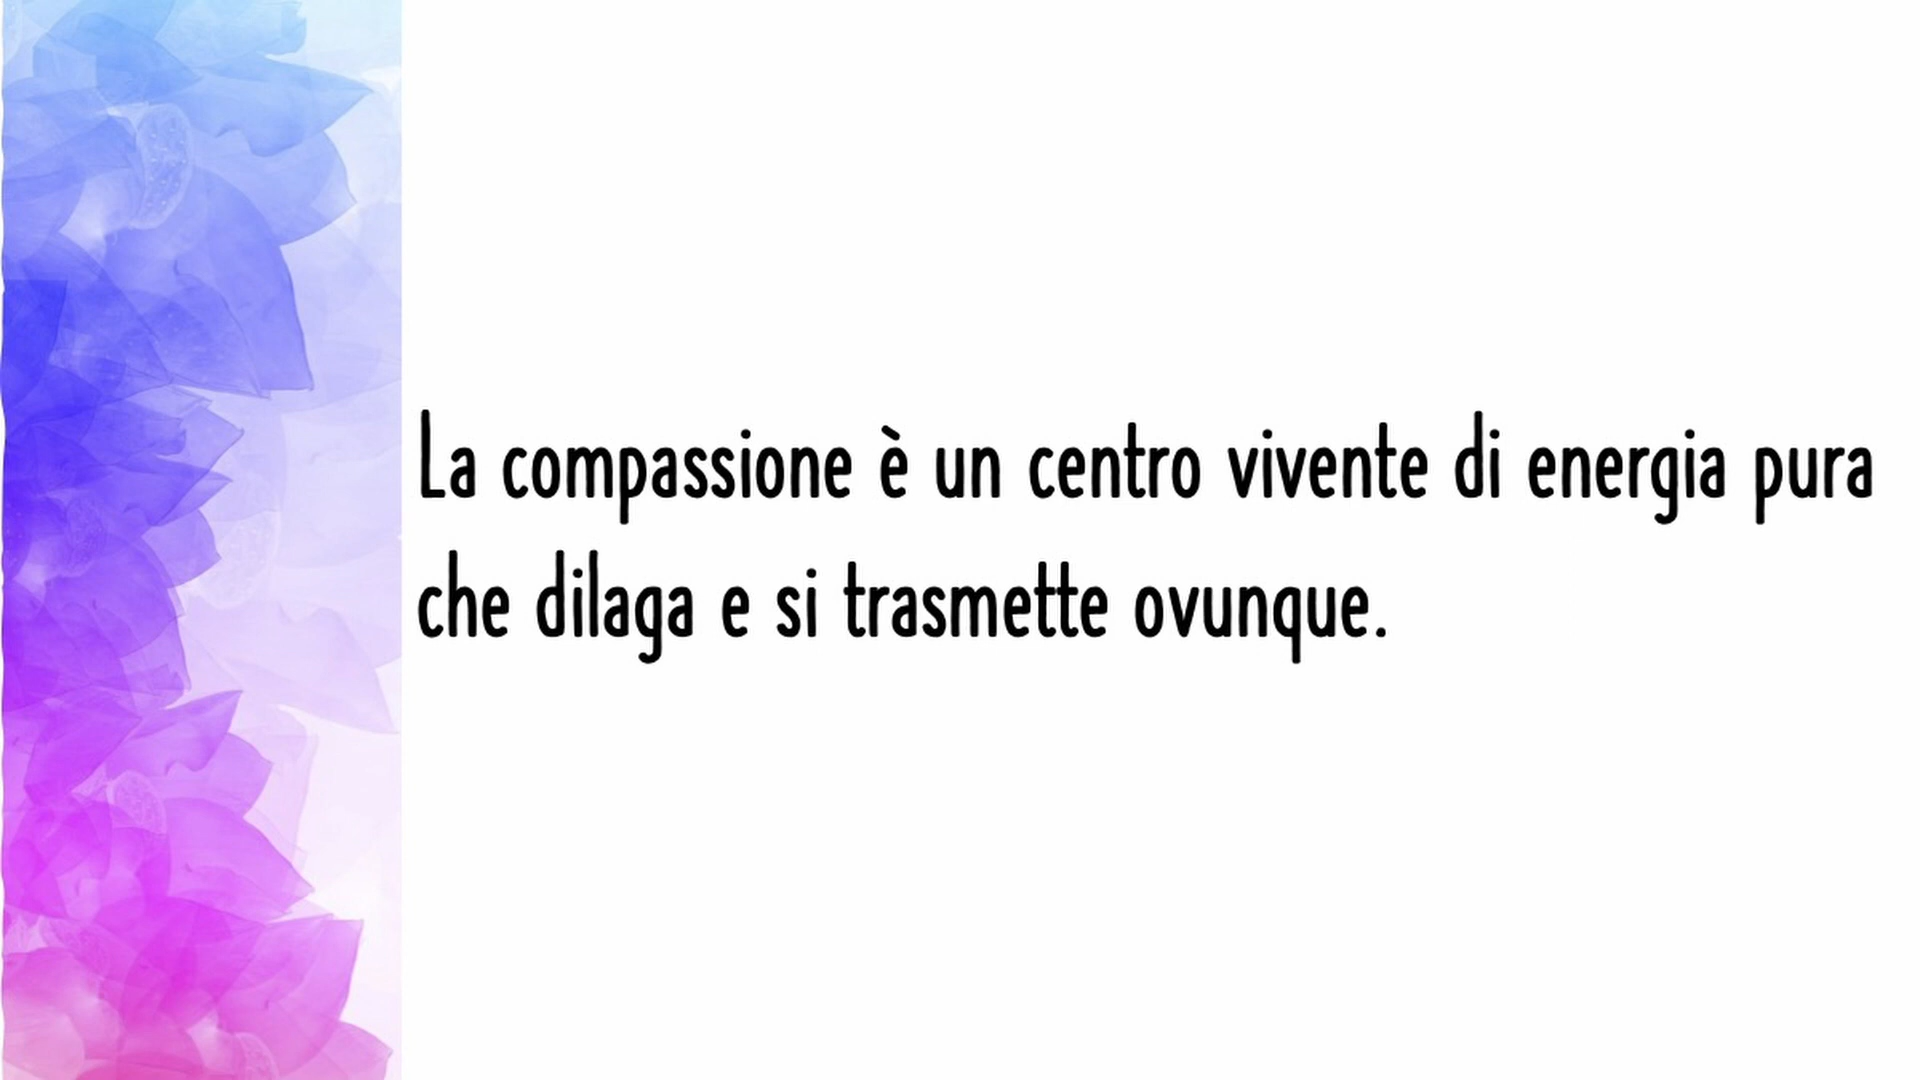 La compassione è un centro vivente di energia pura
che dilaga e si trasmette ovunque.